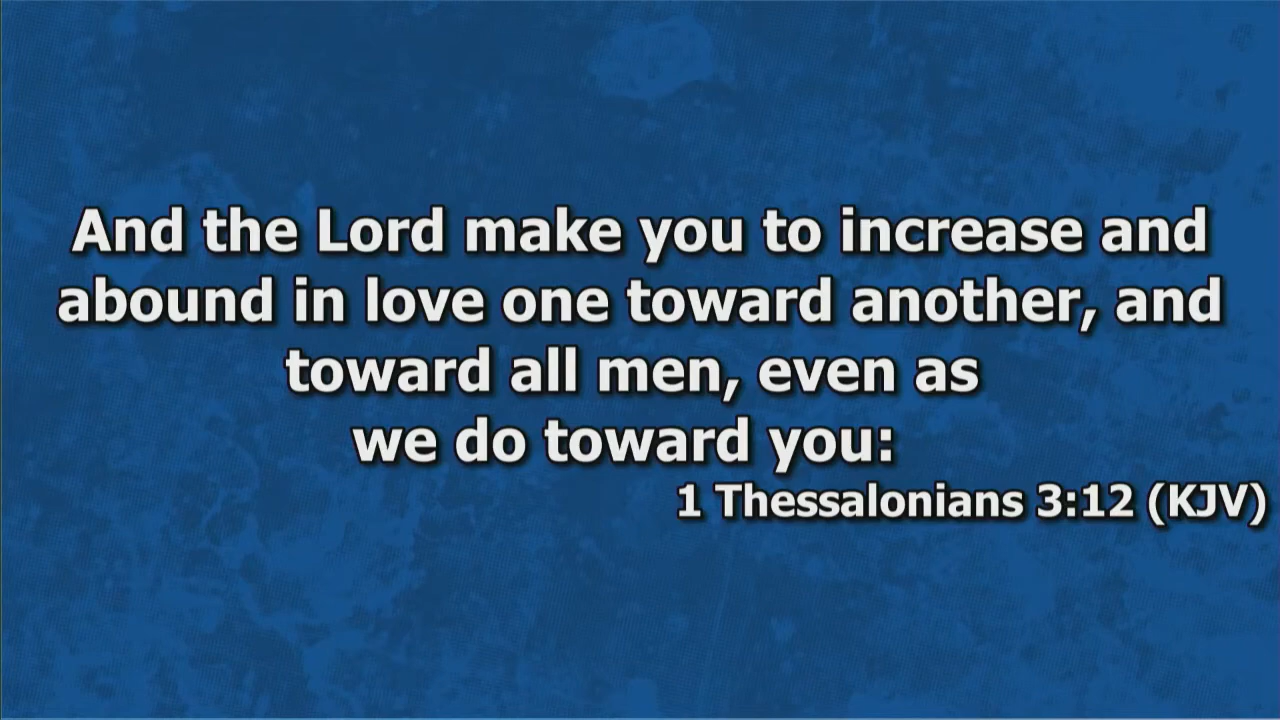 And the Lord make you to increase and
abound in love one toward another, and
toward all men, even as
we do toward you:
1 Thessalonians 3:12 (KJV)